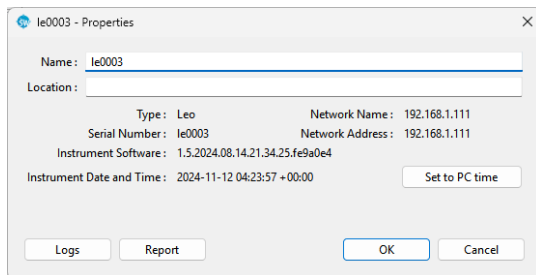 le0003 - Properties
Name : le0003
Location :
Type : Leo Network Name : 192.168.1.111
Serial Number : le0003 Network Address : 192.168.1.111
Instrument Software : 1.5.2024.08.14.21.34.25.fe9a0e4
Instrument Date and Time : 2024-11-12 04:23:57 +00:00 Set to PC time
Logs Report OK Cancel